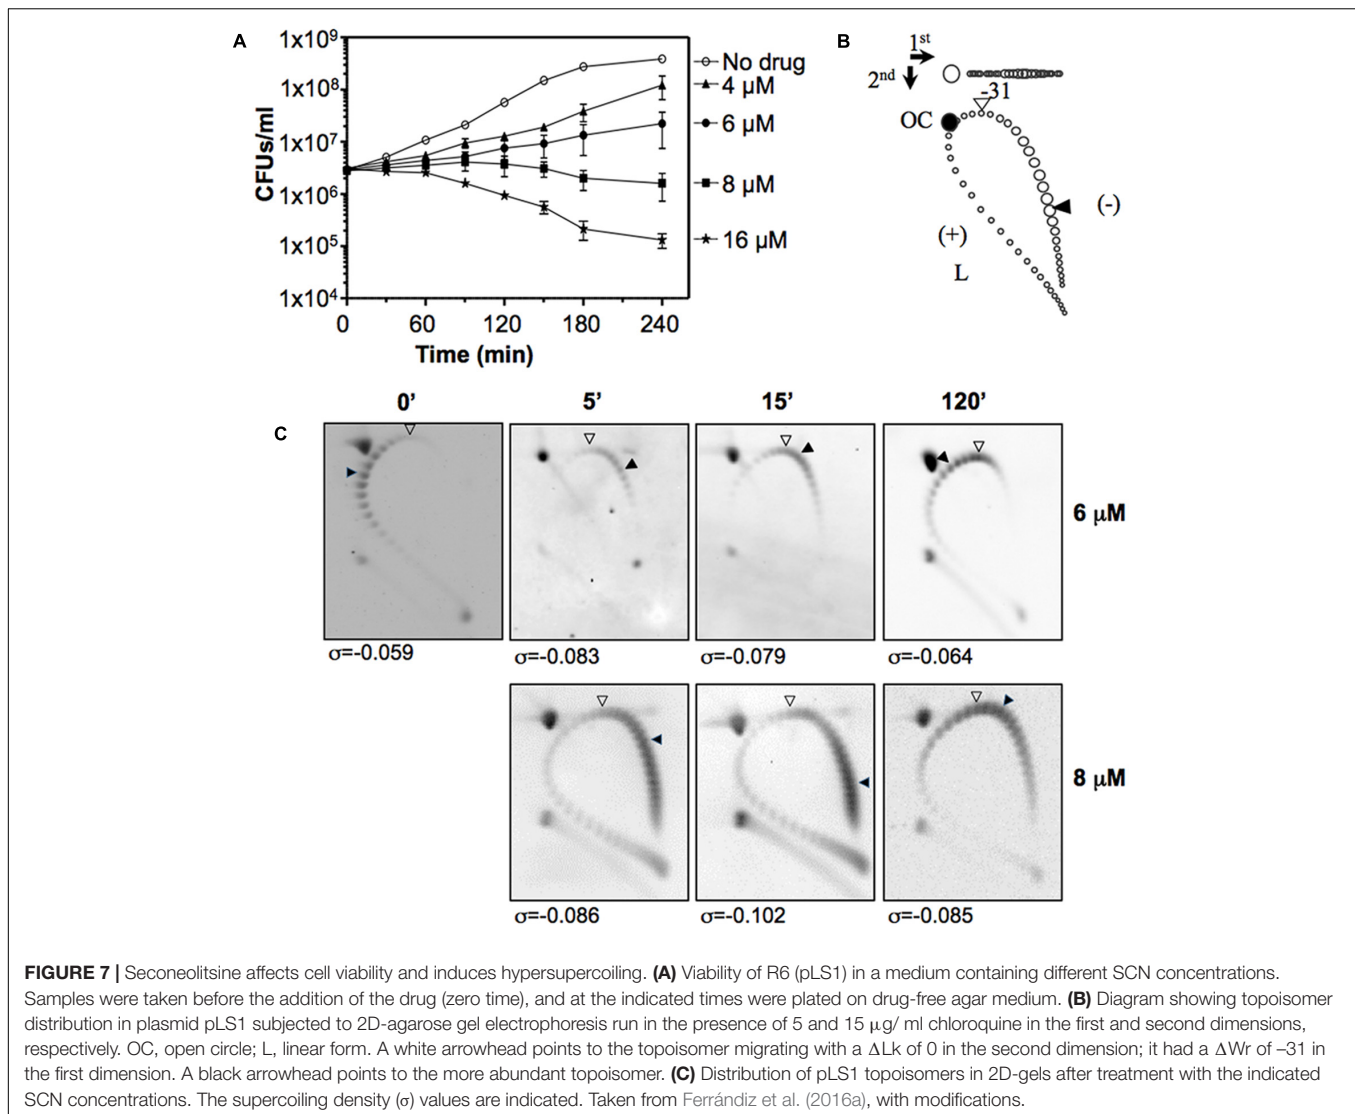 A
1x10⁹
1x10⁸
1x10⁷
1x10⁶
1x10⁵
1x10⁴
CFUs/ml
0 60 120 180 240
Time (min)
No drug
4 µM
6 µM
8 µM
16 µM
B
1st
2nd
-31
OC
(-)
(+)
L
C
0' 5' 15' 120'
6 µM
σ=-0.059 σ=-0.083 σ=-0.079 σ=-0.064
8 µM
σ=-0.086 σ=-0.102 σ=-0.085
FIGURE 7 | Seconeolitsine affects cell viability and induces hypersupercoiling. (A) Viability of R6 (pLS1) in a medium containing different SCN concentrations.
Samples were taken before the addition of the drug (zero time), and at the indicated times were plated on drug-free agar medium. (B) Diagram showing topoisomer
distribution in plasmid pLS1 subjected to 2D-agarose gel electrophoresis run in the presence of 5 and 15 µg/ ml chloroquine in the first and second dimensions,
respectively. OC, open circle; L, linear form. A white arrowhead points to the topoisomer migrating with a ΔLk of 0 in the second dimension; it had a ΔWr of –31 in
the first dimension. A black arrowhead points to the more abundant topoisomer. (C) Distribution of pLS1 topoisomers in 2D-gels after treatment with the indicated
SCN concentrations. The supercoiling density (σ) values are indicated. Taken from Ferrándiz et al. (2016a), with modifications.